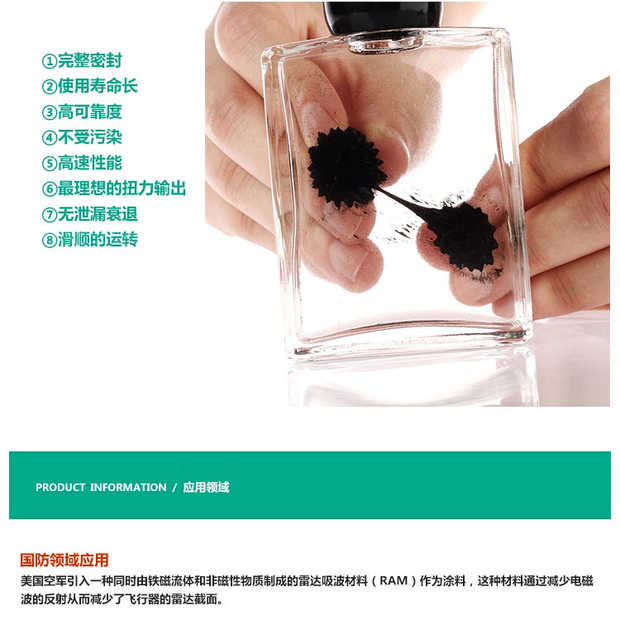 ①完整密封
②使用寿命长
③高可靠度
④不受污染
⑤高速性能
⑥最理想的扭力输出
⑦无泄漏衰退
⑧滑顺的运转
PRODUCT INFORMATION / 应用领域
国防领域应用
美国空军引入一种同时由铁磁流体和非磁性物质制成的雷达吸波材料（RAM）作为涂料，这种材料通过减少电磁
波的反射从而减少了飞行器的雷达截面。